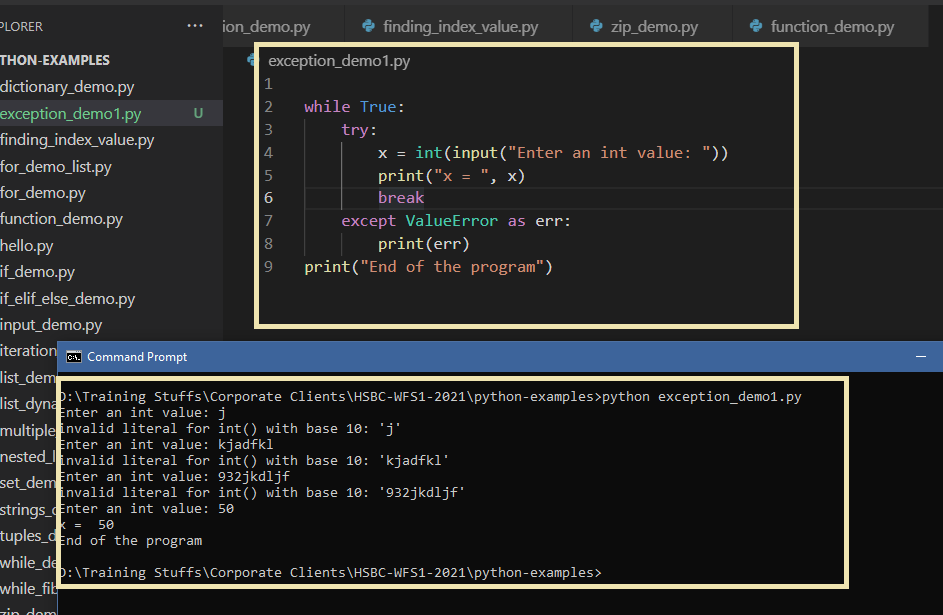 PLORER
...
ion_demo.py
finding_index_value.py
zip_demo.py
function_demo.py
THON-EXAMPLES
dictionary_demo.py
exception_demo1.py U
finding_index_value.py
for_demo_list.py
for_demo.py
function_demo.py
hello.py
if_demo.py
if_elif_else_demo.py
input_demo.py
iteration
list_dem
list_dyna
multiple
nested_l
set_dem
strings_c
tuples_d
while_de
while_fib
zip_dem
exception_demo1.py
1
2 while True:
3 try:
4 x = int(input("Enter an int value: "))
5 print("x = ", x)
6 break
7 except ValueError as err:
8 print(err)
9 print("End of the program")
C:\.
Command Prompt
D:\Training Stuffs\Corporate Clients\HSBC-WFS1-2021\python-examples>python exception_demo1.py
Enter an int value: j
invalid literal for int() with base 10: 'j'
Enter an int value: kjadfkl
invalid literal for int() with base 10: 'kjadfkl'
Enter an int value: 932jkdljf
invalid literal for int() with base 10: '932jkdljf'
Enter an int value: 50
x =  50
End of the program
D:\Training Stuffs\Corporate Clients\HSBC-WFS1-2021\python-examples>